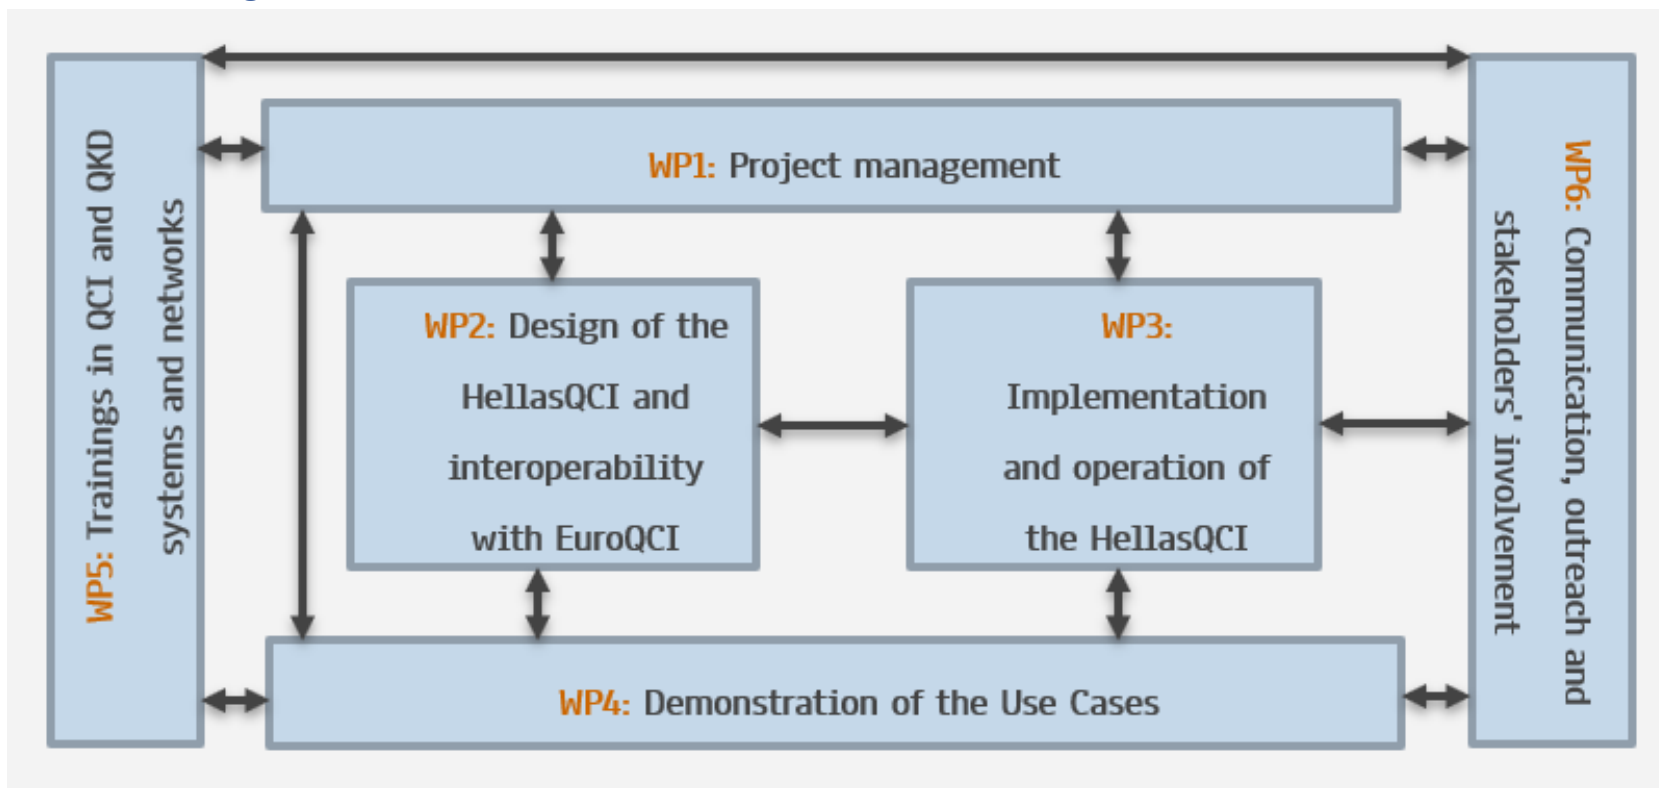 WP5: Trainings in QCI and QKD
systems and networks
WP1: Project management
WP2: Design of the
HellasQCI and
interoperability
with EuroQCI
WP3:
Implementation
and operation of
the HellasQCI
WP4: Demonstration of the Use Cases
WP6: Communication, outreach and
stakeholders' involvement